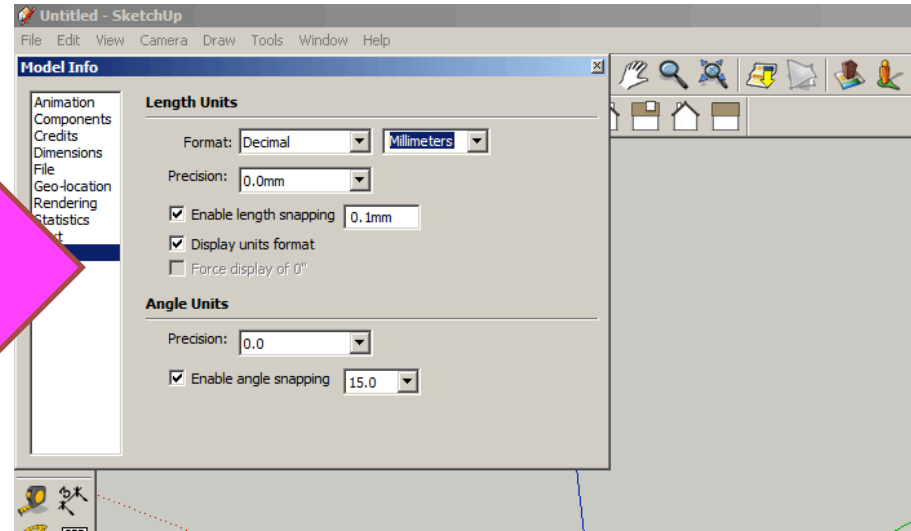 Untitled - SketchUp
File Edit View Camera Draw Tools Window Help
Model Info
Animation
Components
Credits
Dimensions
File
Geo-location
Rendering
Statistics
Length Units
Format: Decimal Millimeters
Precision: 0.0mm
Enable length snapping 0.1mm
Display units format
Force display of 0"
Angle Units
Precision: 0.0
Enable angle snapping 15.0